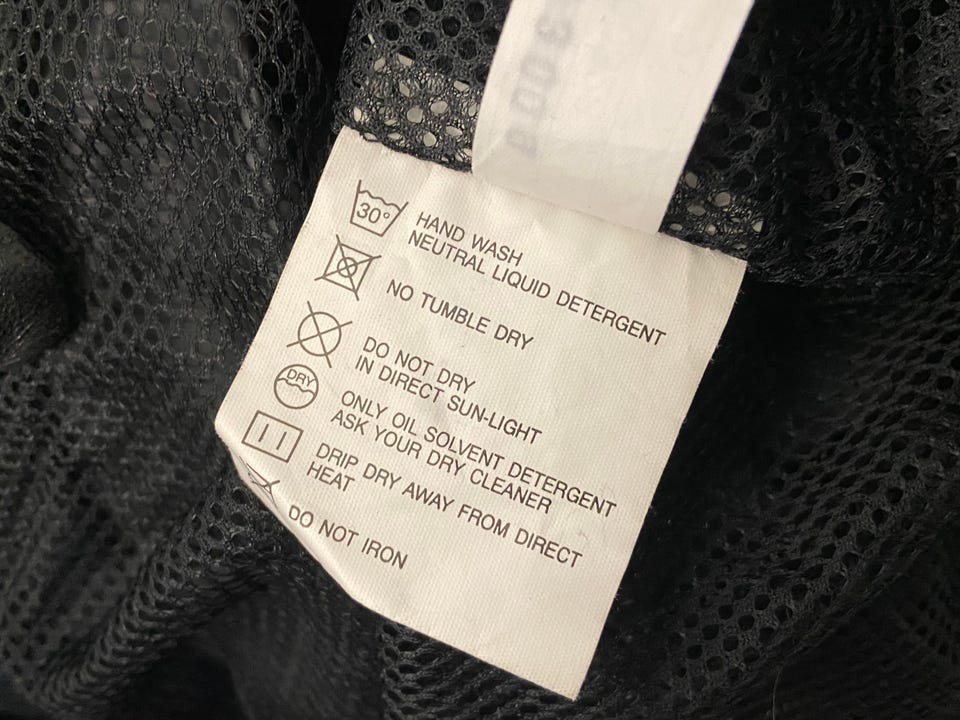 30°
HAND WASH
NEUTRAL LIQUID DETERGENT
NO TUMBLE DRY
DO NOT DRY
IN DIRECT SUN-LIGHT
DRY
ONLY OIL SOLVENT DETERGENT
ASK YOUR DRY CLEANER
DRIP DRY AWAY FROM DIRECT
HEAT
DO NOT IRON